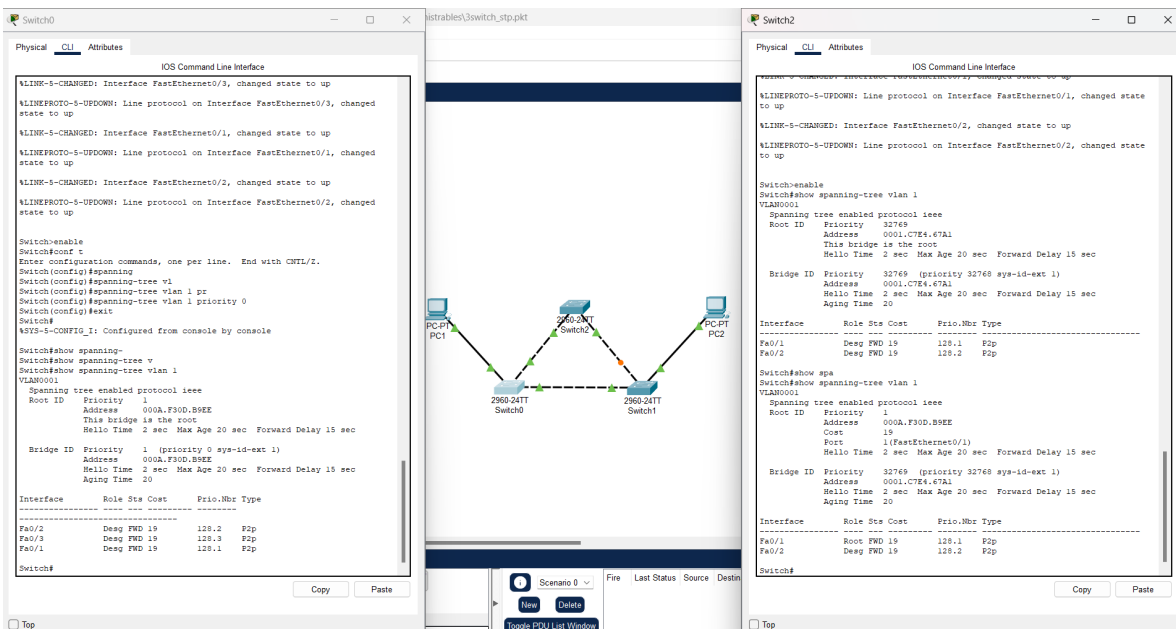 Switch0
Physical CLI Attributes
IOS Command Line Interface
%LINK-5-CHANGED: Interface FastEthernet0/3, changed state to up
%LINEPROTO-5-UPDOWN: Line protocol on Interface FastEthernet0/3, changed
state to up
%LINK-5-CHANGED: Interface FastEthernet0/1, changed state to up
%LINEPROTO-5-UPDOWN: Line protocol on Interface FastEthernet0/1, changed
state to up
%LINK-5-CHANGED: Interface FastEthernet0/2, changed state to up
%LINEPROTO-5-UPDOWN: Line protocol on Interface FastEthernet0/2, changed
state to up
Switch>enable
Switch#conf t
Enter configuration commands, one per line. End with CNTL/Z.
Switch(config)#spanning
Switch(config)#spanning-tree vl
Switch(config)#spanning-tree vlan 1 pr
Switch(config)#spanning-tree vlan 1 priority 0
Switch(config)#exit
Switch#
%SYS-5-CONFIG_I: Configured from console by console
Switch#show spanning-
Switch#show spanning-tree v
Switch#show spanning-tree vlan 1
VLAN0001
Spanning tree enabled protocol ieee
Root ID Priority 1
Address 000A.F30D.B9EE
This bridge is the root
Hello Time 2 sec Max Age 20 sec Forward Delay 15 sec
Bridge ID Priority 1 (priority 0 sys-id-ext 1)
Address 000A.F30D.B9EE
Hello Time 2 sec Max Age 20 sec Forward Delay 15 sec
Aging Time 20
Interface Role Sts Cost Prio.Nbr Type
---------------- ---- --- --------- --------
--------------------------------
Fa0/2 Desg FWD 19 128.2 P2p
Fa0/3 Desg FWD 19 128.3 P2p
Fa0/1 Desg FWD 19 128.1 P2p
Switch#
Copy Paste
Top
istrables\3switch_stp.pkt
PC-PT
PC1
2960-24TT
Switch2
PC-PT
PC2
2960-24TT
Switch0
2960-24TT
Switch1
Scenario 0
New Delete
Toggle PDU List Window
Fire Last Status Source Destin
Switch2
Physical CLI Attributes
IOS Command Line Interface
%LINEPROTO-5-UPDOWN: Line protocol on Interface FastEthernet0/1, changed state
to up
%LINK-5-CHANGED: Interface FastEthernet0/2, changed state to up
%LINEPROTO-5-UPDOWN: Line protocol on Interface FastEthernet0/2, changed state
to up
Switch>enable
Switch#show spanning-tree vlan 1
VLAN0001
Spanning tree enabled protocol ieee
Root ID Priority 32769
Address 0001.C7E4.67A1
This bridge is the root
Hello Time 2 sec Max Age 20 sec Forward Delay 15 sec
Bridge ID Priority 32769 (priority 32768 sys-id-ext 1)
Address 0001.C7E4.67A1
Hello Time 2 sec Max Age 20 sec Forward Delay 15 sec
Aging Time 20
Interface Role Sts Cost Prio.Nbr Type
---------------- ---- --- --------- -------- --------------------------------
Fa0/1 Desg FWD 19 128.1 P2p
Fa0/2 Desg FWD 19 128.2 P2p
Switch#show spa
Switch#show spanning-tree vlan 1
VLAN0001
Spanning tree enabled protocol ieee
Root ID Priority 1
Address 000A.F30D.B9EE
Cost 19
Port 1(FastEthernet0/1)
Hello Time 2 sec Max Age 20 sec Forward Delay 15 sec
Bridge ID Priority 32769 (priority 32768 sys-id-ext 1)
Address 0001.C7E4.67A1
Hello Time 2 sec Max Age 20 sec Forward Delay 15 sec
Aging Time 20
Interface Role Sts Cost Prio.Nbr Type
---------------- ---- --- --------- -------- --------------------------------
Fa0/1 Root FWD 19 128.1 P2p
Fa0/2 Desg FWD 19 128.2 P2p
Switch#
Copy Paste
Top